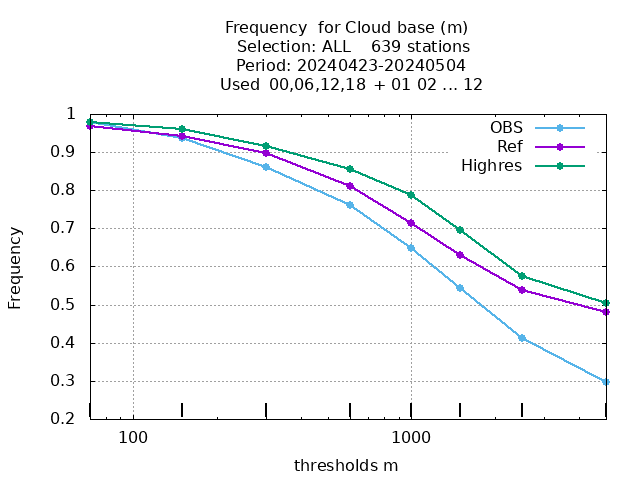 Frequency  for Cloud base (m)
Selection: ALL    639 stations
Period: 20240423-20240504
Used  00,06,12,18  + 01 02 ... 12
1
0.9
0.8
0.7
0.6
0.5
0.4
0.3
0.2
Frequency
OBS
Ref
Highres
100
1000
thresholds m